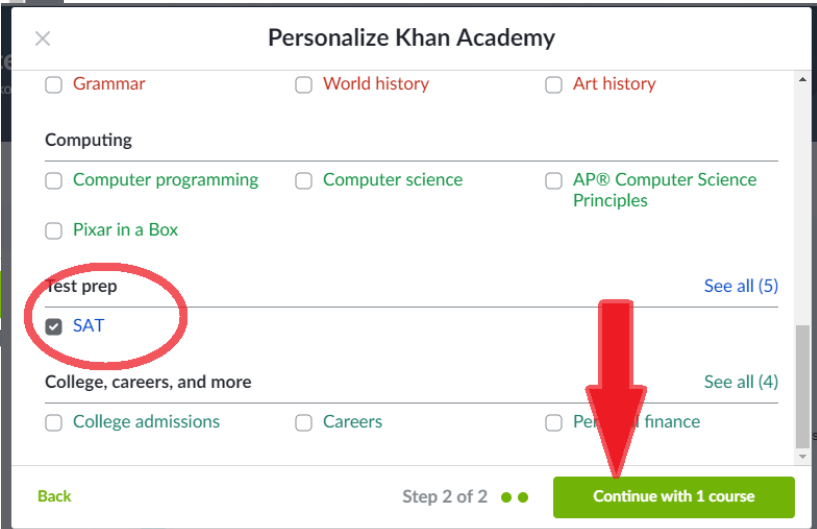 Personalize Khan Academy
Grammar World history Art history
Computing
Computer programming Computer science AP® Computer Science
Principles
Pixar in a Box
Test prep See all (5)
SAT
College, careers, and more See all (4)
College admissions Careers finance
Back Step 2 of 2 Continue with 1 course